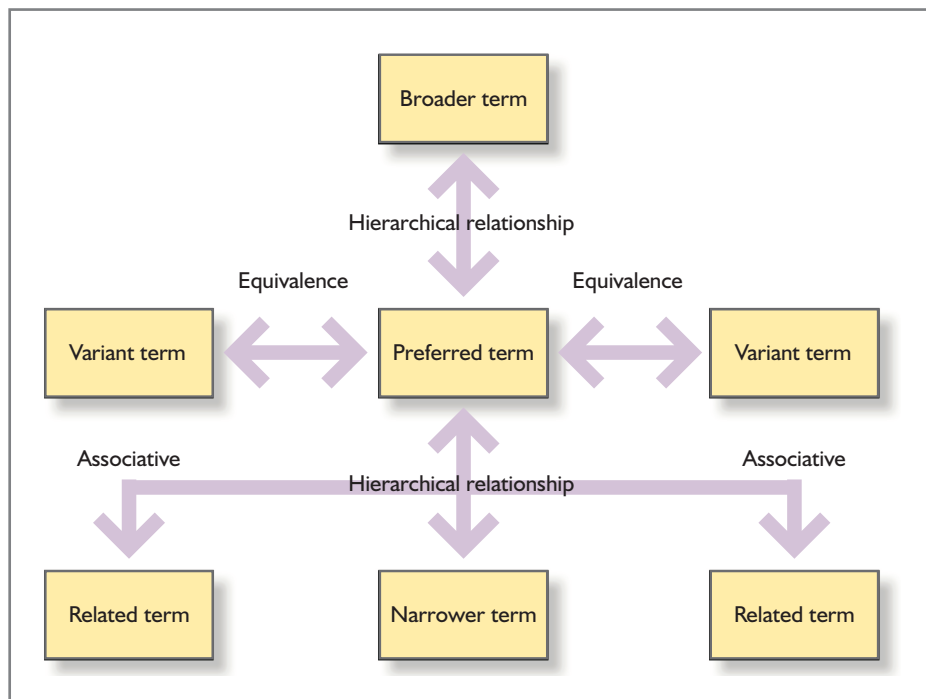 Broader term
Hierarchical relationship
Equivalence
Equivalence
Variant term
Preferred term
Variant term
Associative
Associative
Hierarchical relationship
Related term
Narrower term
Related term